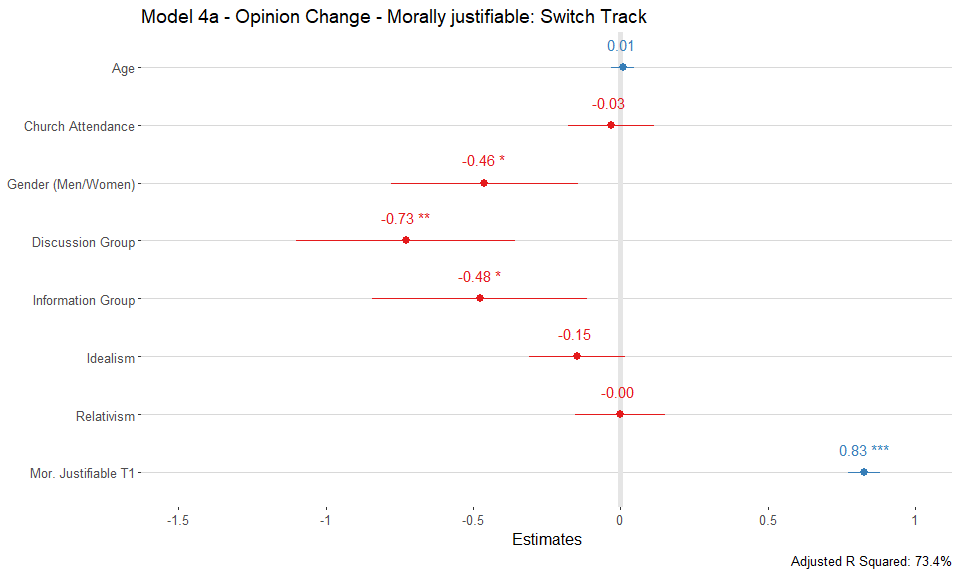 Model 4a - Opinion Change - Morally justifiable: Switch Track
0.01
Age
-0.03
Church Attendance
-0.46 *
Gender (Men/Women)
-0.73 **
Discussion Group
-0.48 *
Information Group
-0.15
Idealism
-0.00
Relativism
0.83 ***
Mor. Justifiable T1
-1.5 -1 -0.5 0 0.5 1
Estimates
Adjusted R Squared: 73.4%